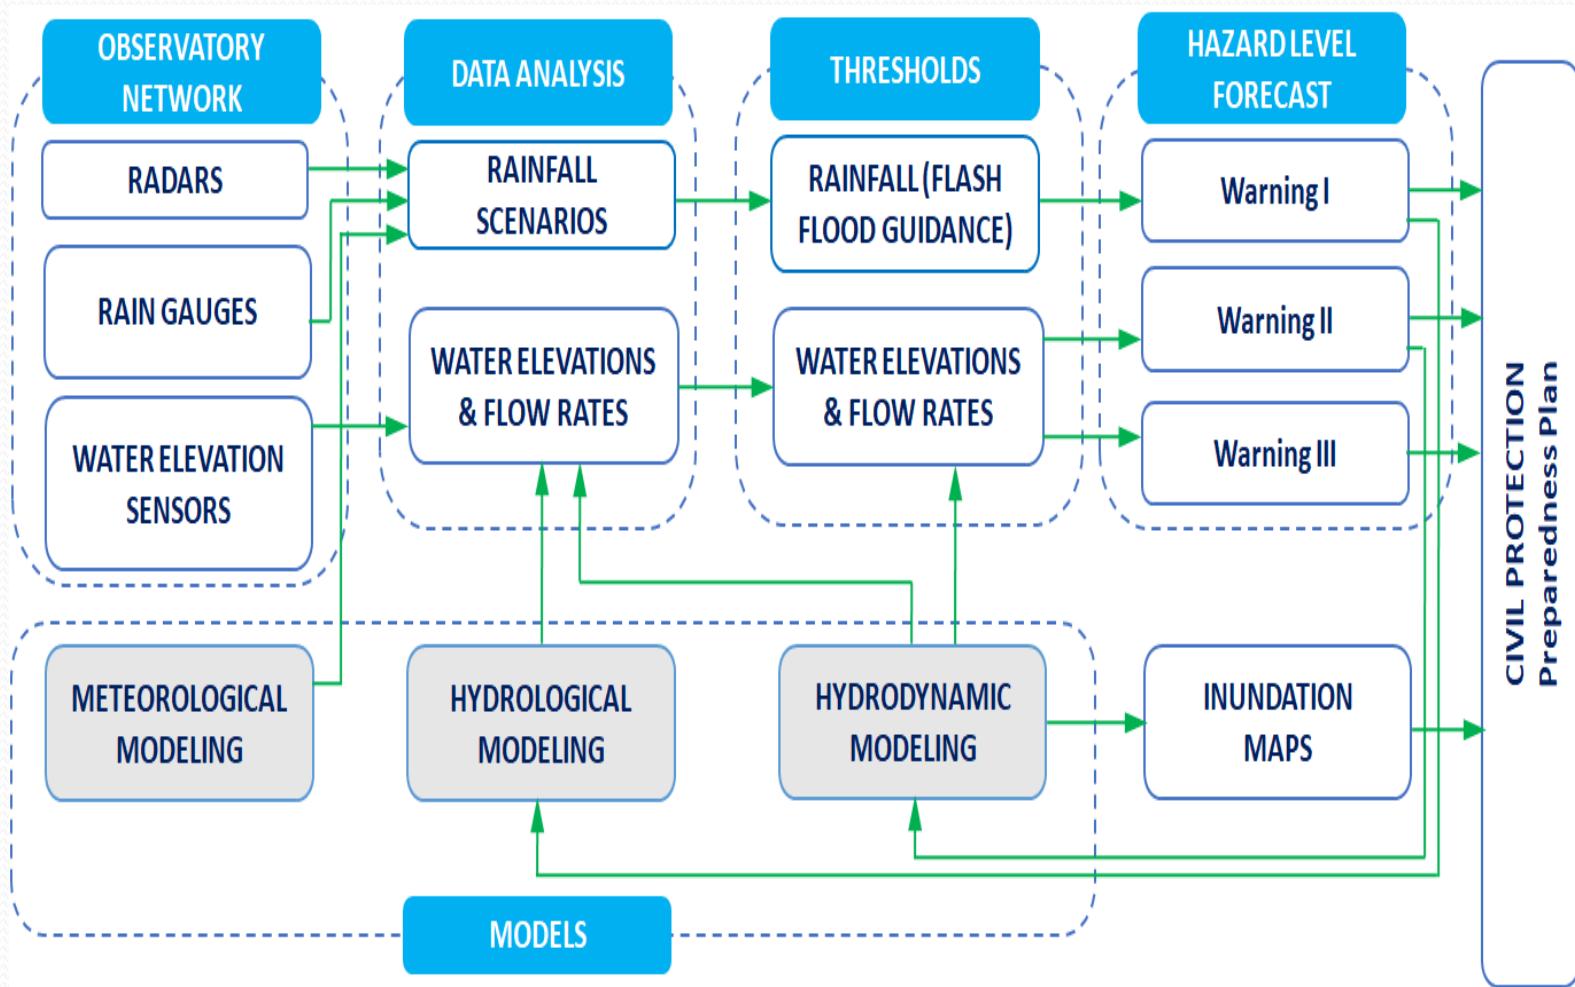 OBSERVATORY
NETWORK
RADARS
RAIN GAUGES
WATER ELEVATION
SENSORS
DATA ANALYSIS
RAINFALL
SCENARIOS
WATER ELEVATIONS
& FLOW RATES
THRESHOLDS
RAINFALL (FLASH
FLOOD GUIDANCE)
WATER ELEVATIONS
& FLOW RATES
HAZARD LEVEL
FORECAST
Warning I
Warning II
Warning III
METEOROLOGICAL
MODELING
HYDROLOGICAL
MODELING
HYDRODYNAMIC
MODELING
INUNDATION
MAPS
MODELS
CIVIL PROTECTION
Preparedness Plan